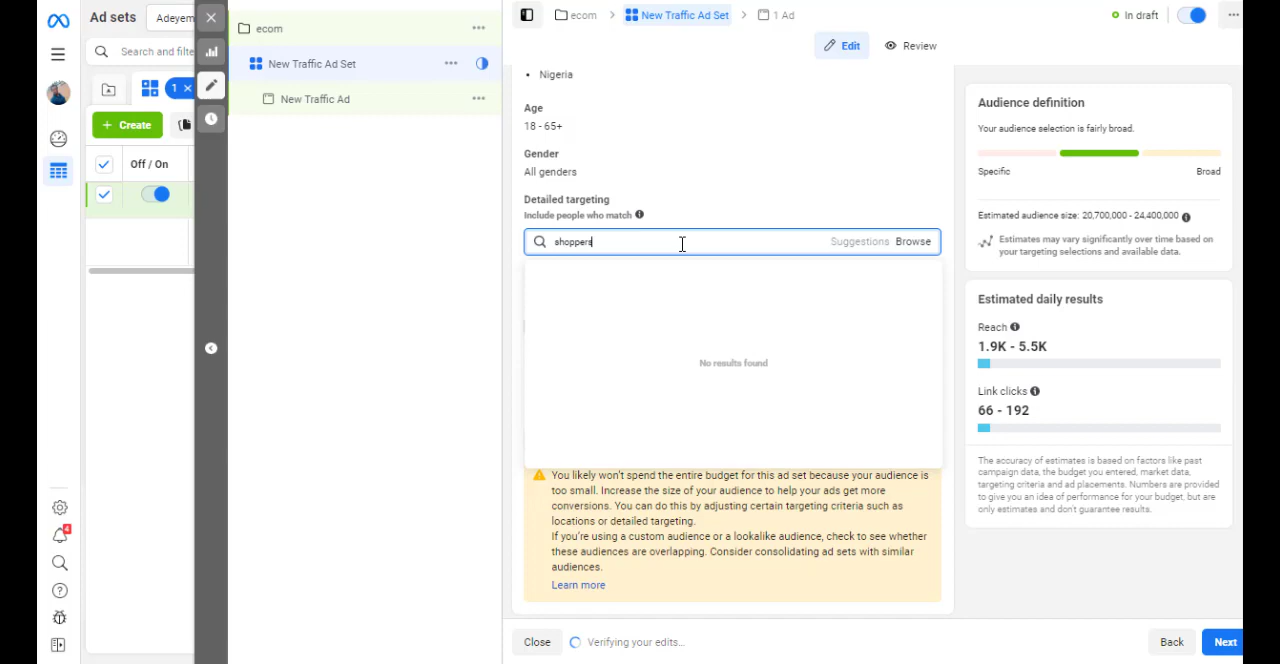 Ad sets
Adeyem
ecom
ecom
New Traffic Ad Set
1 Ad
In draft
Edit
Review
Search and filte
New Traffic Ad Set
New Traffic Ad
1
Create
Off / On
Nigeria
Age
18 - 65+
Gender
All genders
Detailed targeting
Include people who match
shoppers
Suggestions
Browse
No results found
You likely won't spend the entire budget for this ad set because your audience is
too small. Increase the size of your audience to help your ads get more
conversions. You can do this by adjusting certain targeting criteria such as
locations or detailed targeting.
If you're using a custom audience or a lookalike audience, check to see whether
these audiences are overlapping. Consider consolidating ad sets with similar
audiences.
Learn more
Close
Verifying your edits...
Back
Next
Audience definition
Your audience selection is fairly broad.
Specific
Broad
Estimated audience size: 20,700,000 - 24,400,000
Estimates may vary significantly over time based on
your targeting selections and available data.
Estimated daily results
Reach
1.9K - 5.5K
Link clicks
66 - 192
The accuracy of estimates is based on factors like past
campaign data, the budget you entered, market data,
targeting criteria and ad placements. Numbers are provided
to give you an idea of performance for your budget, but are
only estimates and don't guarantee results.
4